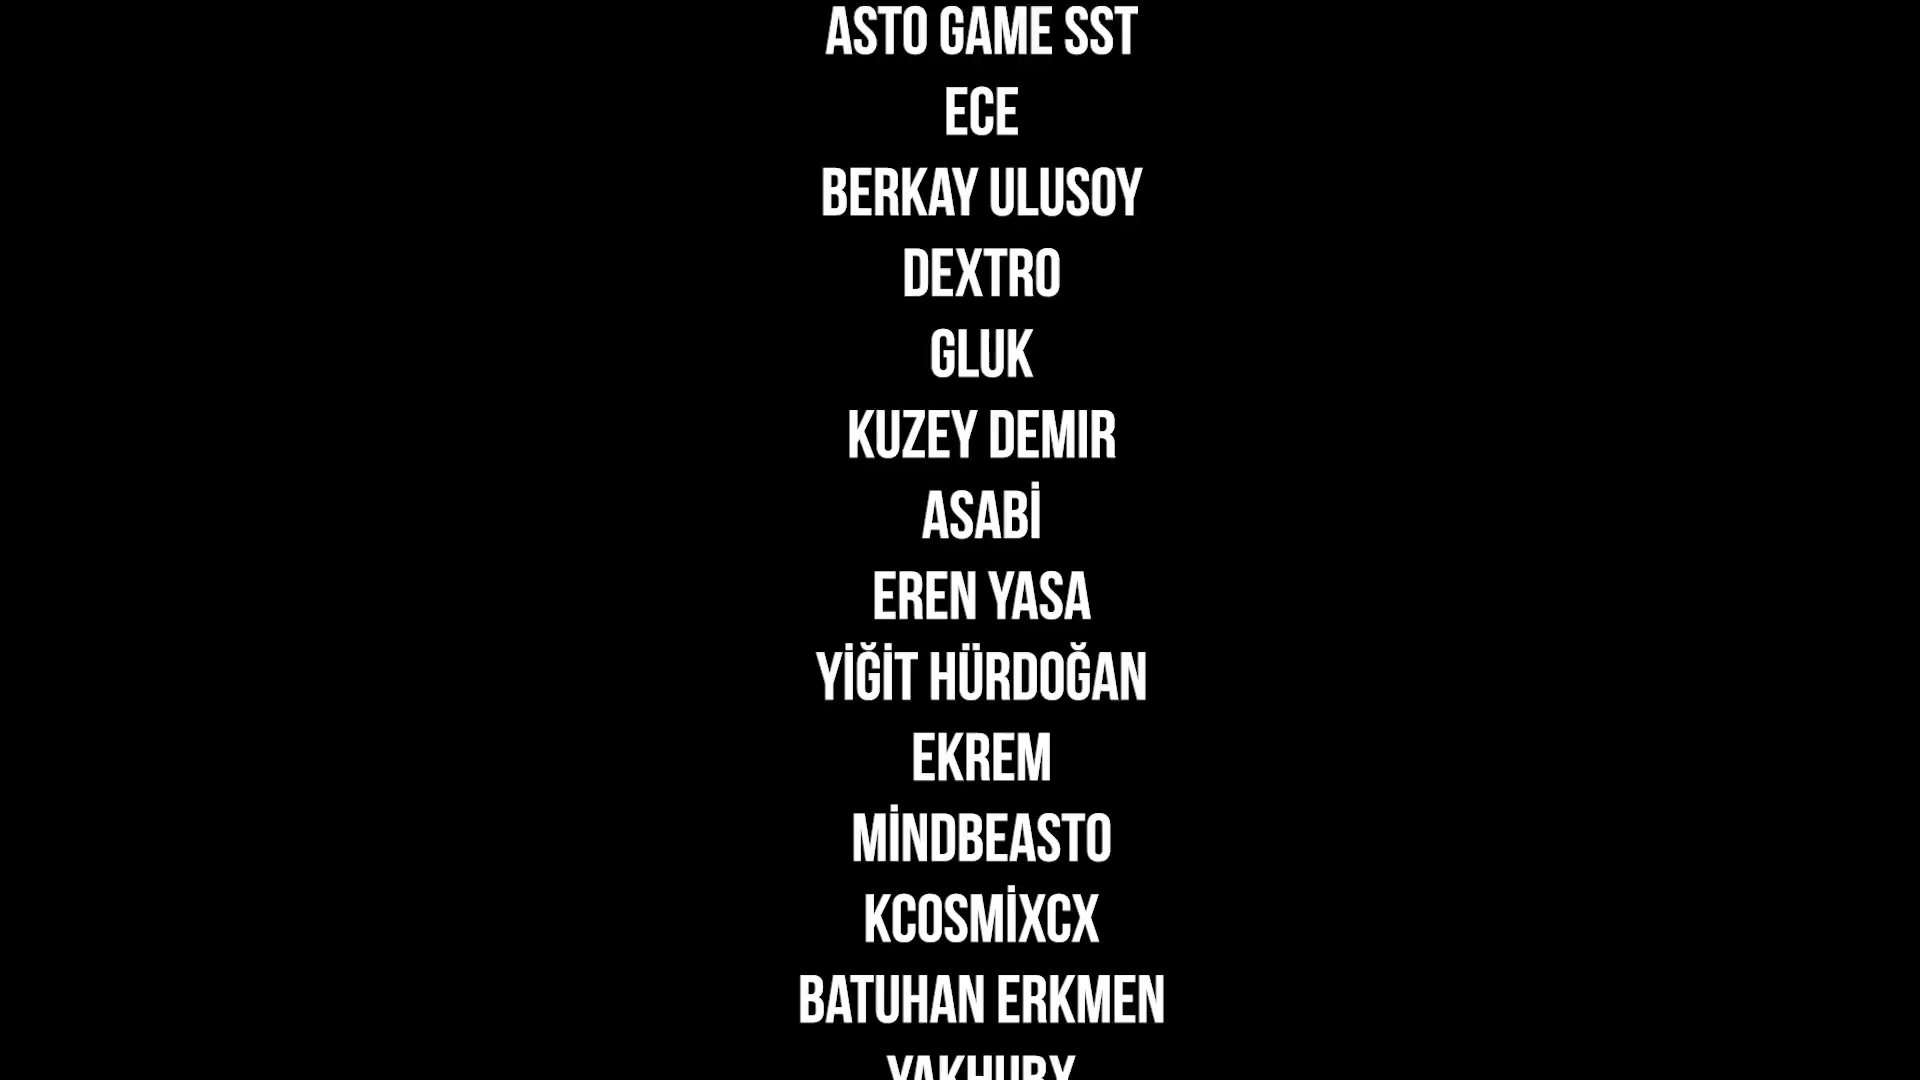 ASTO GAME SST
ECE
BERKAY ULUSOY
DEXTRO
GLUK
KUZEY DEMIR
ASABİ
EREN YASA
YİĞİT HÜRDOĞAN
EKREM
MİNDBEASTO
KCOSMİXCX
BATUHAN ERKMEN